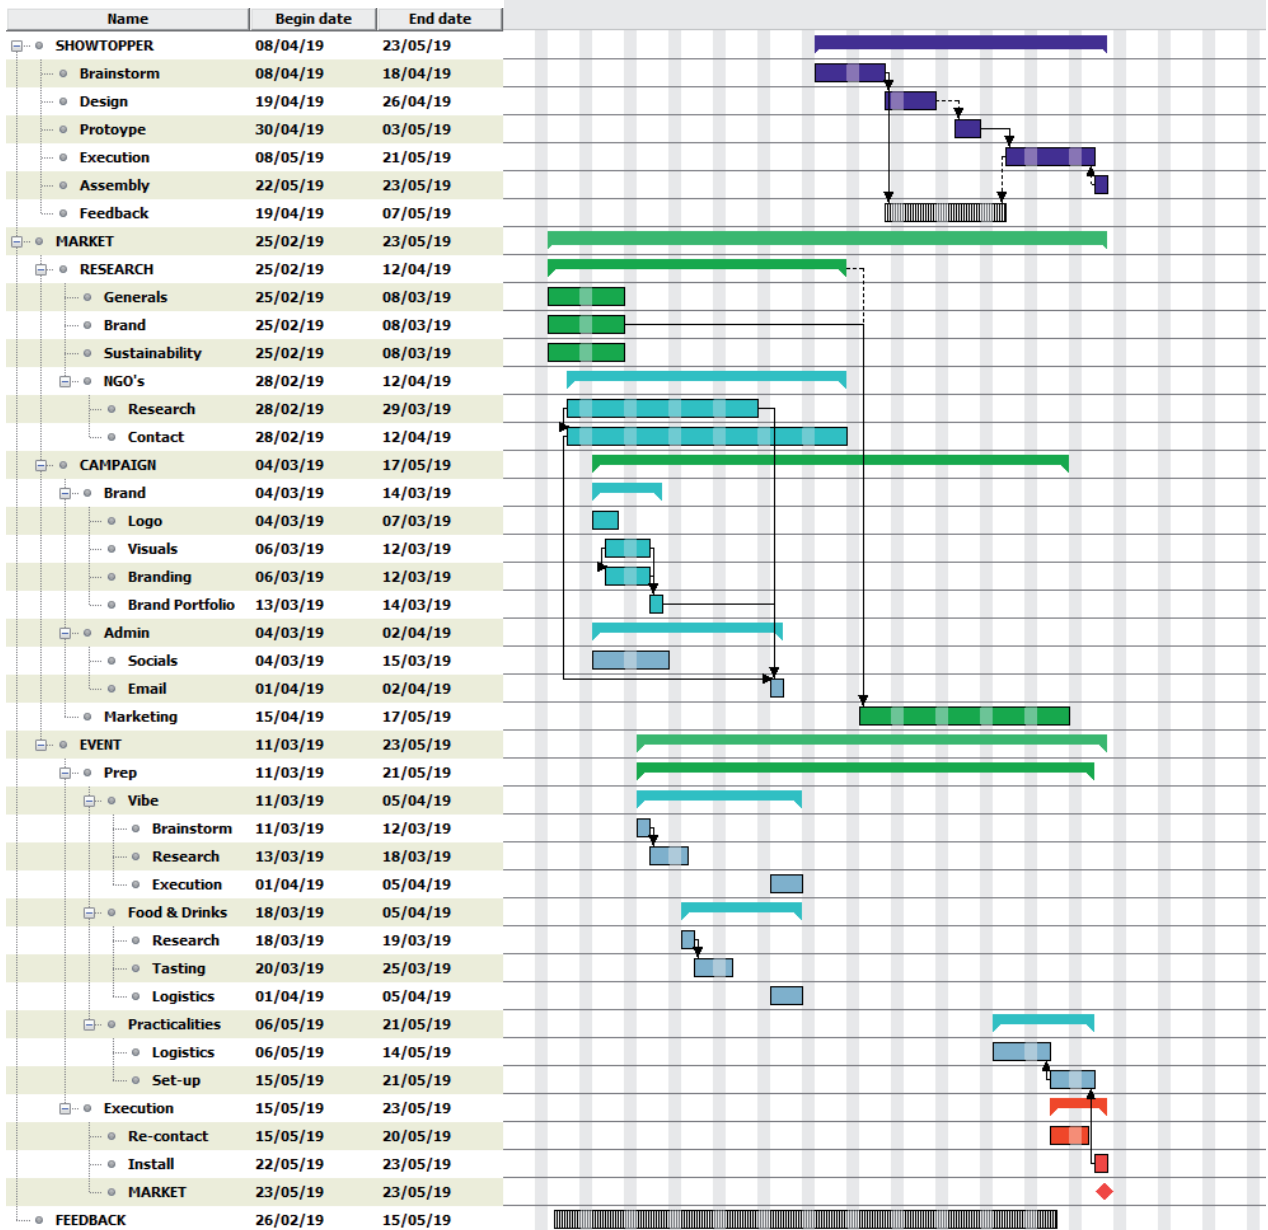 Name Begin date End date
SHOWTOPPER 08/04/19 23/05/19
Brainstorm 08/04/19 18/04/19
Design 19/04/19 26/04/19
Protoype 30/04/19 03/05/19
Execution 08/05/19 21/05/19
Assembly 22/05/19 23/05/19
Feedback 19/04/19 07/05/19
MARKET 25/02/19 23/05/19
RESEARCH 25/02/19 12/04/19
Generals 25/02/19 08/03/19
Brand 25/02/19 08/03/19
Sustainability 25/02/19 08/03/19
NGO's 28/02/19 12/04/19
Research 28/02/19 29/03/19
Contact 28/02/19 12/04/19
CAMPAIGN 04/03/19 17/05/19
Brand 04/03/19 14/03/19
Logo 04/03/19 07/03/19
Visuals 06/03/19 12/03/19
Branding 06/03/19 12/03/19
Brand Portfolio 13/03/19 14/03/19
Admin 04/03/19 02/04/19
Socials 04/03/19 15/03/19
Email 01/04/19 02/04/19
Marketing 15/04/19 17/05/19
EVENT 11/03/19 23/05/19
Prep 11/03/19 21/05/19
Vibe 11/03/19 05/04/19
Brainstorm 11/03/19 12/03/19
Research 13/03/19 18/03/19
Execution 01/04/19 05/04/19
Food & Drinks 18/03/19 05/04/19
Research 18/03/19 19/03/19
Tasting 20/03/19 25/03/19
Logistics 01/04/19 05/04/19
Practicalities 06/05/19 21/05/19
Logistics 06/05/19 14/05/19
Set-up 15/05/19 21/05/19
Execution 15/05/19 23/05/19
Re-contact 15/05/19 20/05/19
Install 22/05/19 23/05/19
MARKET 23/05/19 23/05/19
FEEDBACK 26/02/19 15/05/19